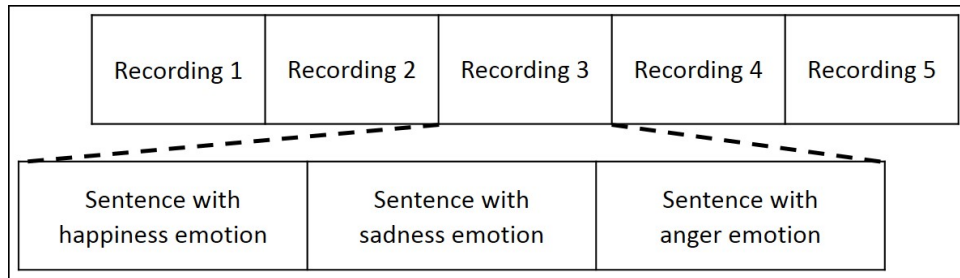 Recording 1 Recording 2 Recording 3 Recording 4 Recording 5
Sentence with happiness emotion
Sentence with sadness emotion
Sentence with anger emotion